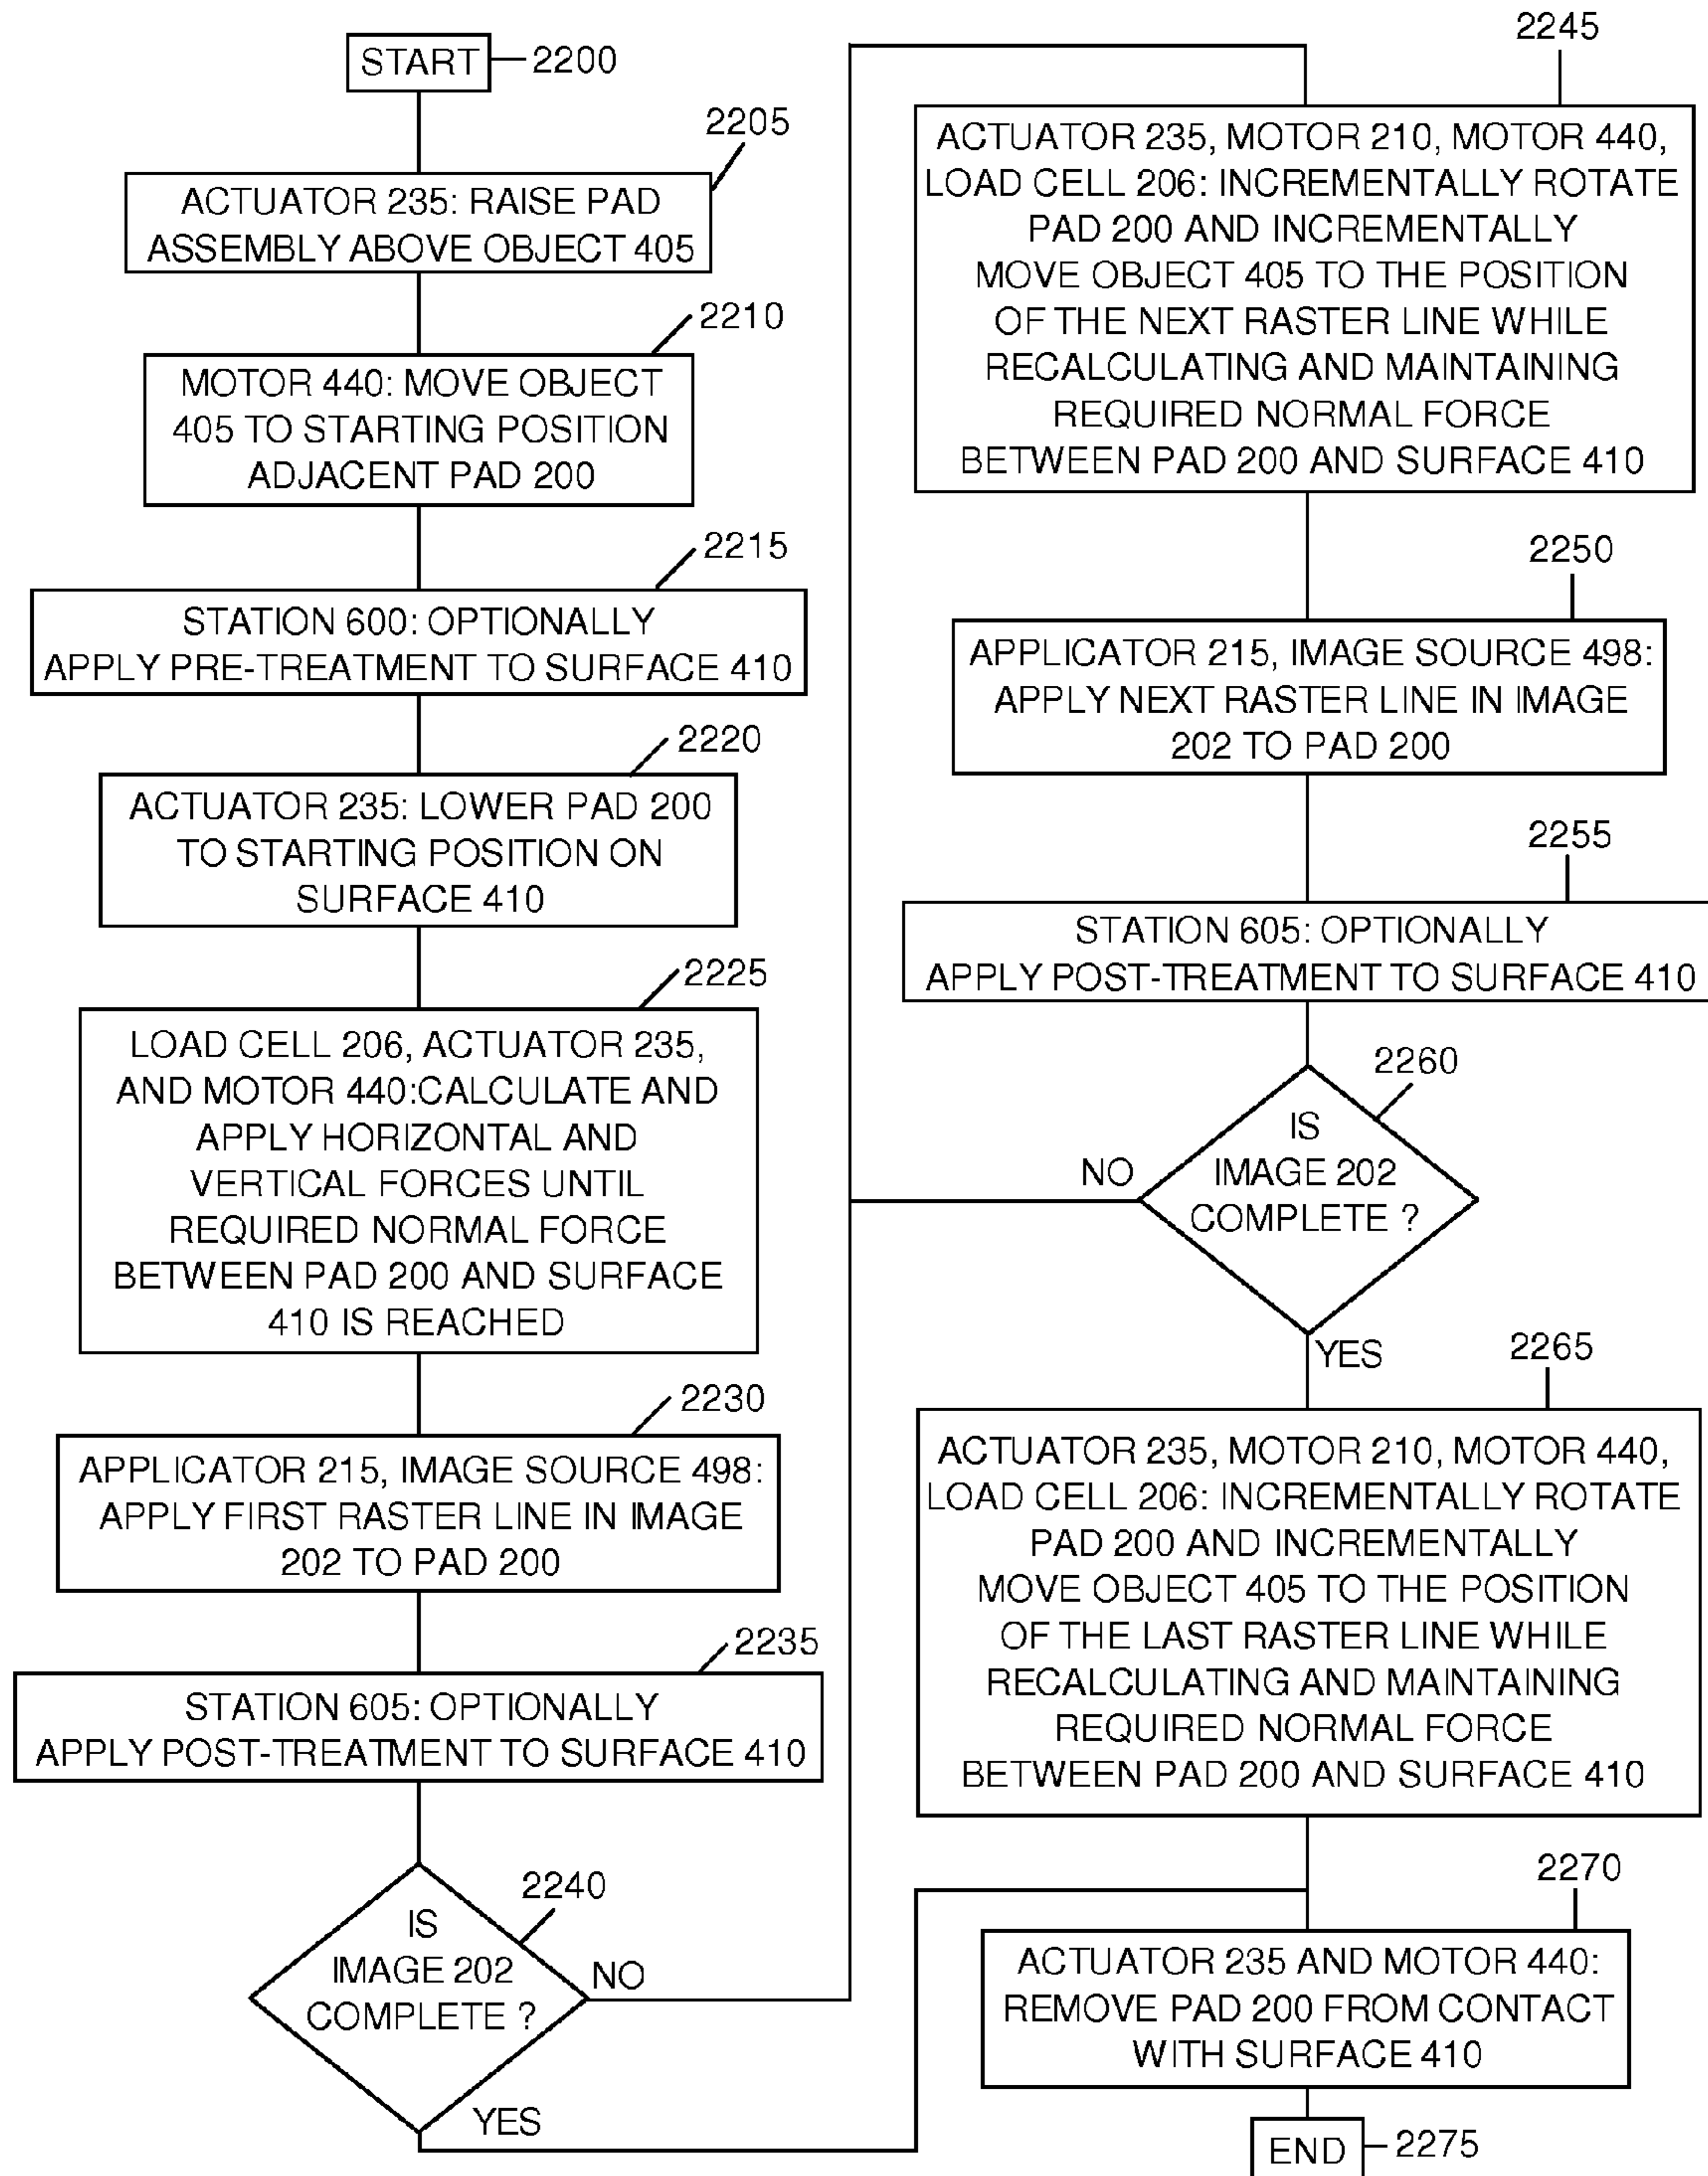 START
2200
2205
ACTUATOR 235: RAISE PAD
ASSEMBLY ABOVE OBJECT 405
2210
MOTOR 440: MOVE OBJECT
405 TO STARTING POSITION
ADJACENT PAD 200
2215
STATION 600: OPTIONALLY
APPLY PRE-TREATMENT TO SURFACE 410
2220
ACTUATOR 235: LOWER PAD 200
TO STARTING POSITION ON
SURFACE 410
2225
LOAD CELL 206, ACTUATOR 235,
AND MOTOR 440:CALCULATE AND
APPLY HORIZONTAL AND
VERTICAL FORCES UNTIL
REQUIRED NORMAL FORCE
BETWEEN PAD 200 AND SURFACE
410 IS REACHED
2230
APPLICATOR 215, IMAGE SOURCE 498:
APPLY FIRST RASTER LINE IN IMAGE
202 TO PAD 200
2235
STATION 605: OPTIONALLY
APPLY POST-TREATMENT TO SURFACE 410
2240
IS
IMAGE 202
COMPLETE ?
NO
YES
2245
ACTUATOR 235, MOTOR 210, MOTOR 440,
LOAD CELL 206: INCREMENTALLY ROTATE
PAD 200 AND INCREMENTALLY
MOVE OBJECT 405 TO THE POSITION
OF THE NEXT RASTER LINE WHILE
RECALCULATING AND MAINTAINING
REQUIRED NORMAL FORCE
BETWEEN PAD 200 AND SURFACE 410
2250
APPLICATOR 215, IMAGE SOURCE 498:
APPLY NEXT RASTER LINE IN IMAGE
202 TO PAD 200
2255
STATION 605: OPTIONALLY
APPLY POST-TREATMENT TO SURFACE 410
2260
IS
IMAGE 202
COMPLETE ?
NO
YES
2265
ACTUATOR 235, MOTOR 210, MOTOR 440,
LOAD CELL 206: INCREMENTALLY ROTATE
PAD 200 AND INCREMENTALLY
MOVE OBJECT 405 TO THE POSITION
OF THE LAST RASTER LINE WHILE
RECALCULATING AND MAINTAINING
REQUIRED NORMAL FORCE
BETWEEN PAD 200 AND SURFACE 410
2270
ACTUATOR 235 AND MOTOR 440:
REMOVE PAD 200 FROM CONTACT
WITH SURFACE 410
END
2275